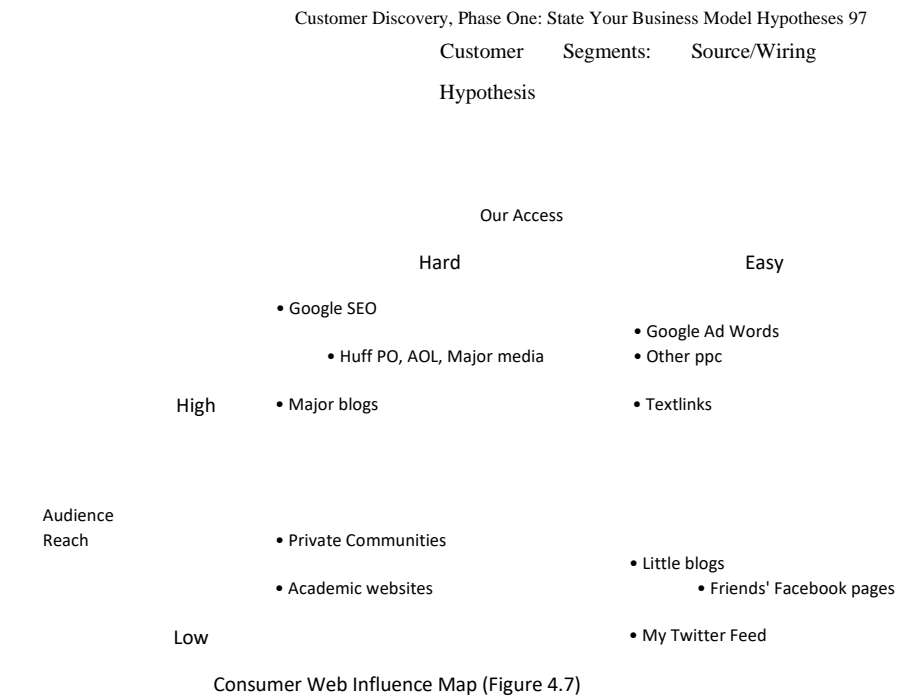 Customer Discovery, Phase One: State Your Business Model Hypotheses 97
Customer Segments: Source/Wiring
Hypothesis
Our Access
Hard Easy
• Google SEO
• Google Ad Words
• Huff PO, AOL, Major media • Other ppc
High • Major blogs • Textlinks
Audience
Reach • Private Communities
• Little blogs
• Academic websites • Friends' Facebook pages
Low • My Twitter Feed
Consumer Web Influence Map (Figure 4.7)